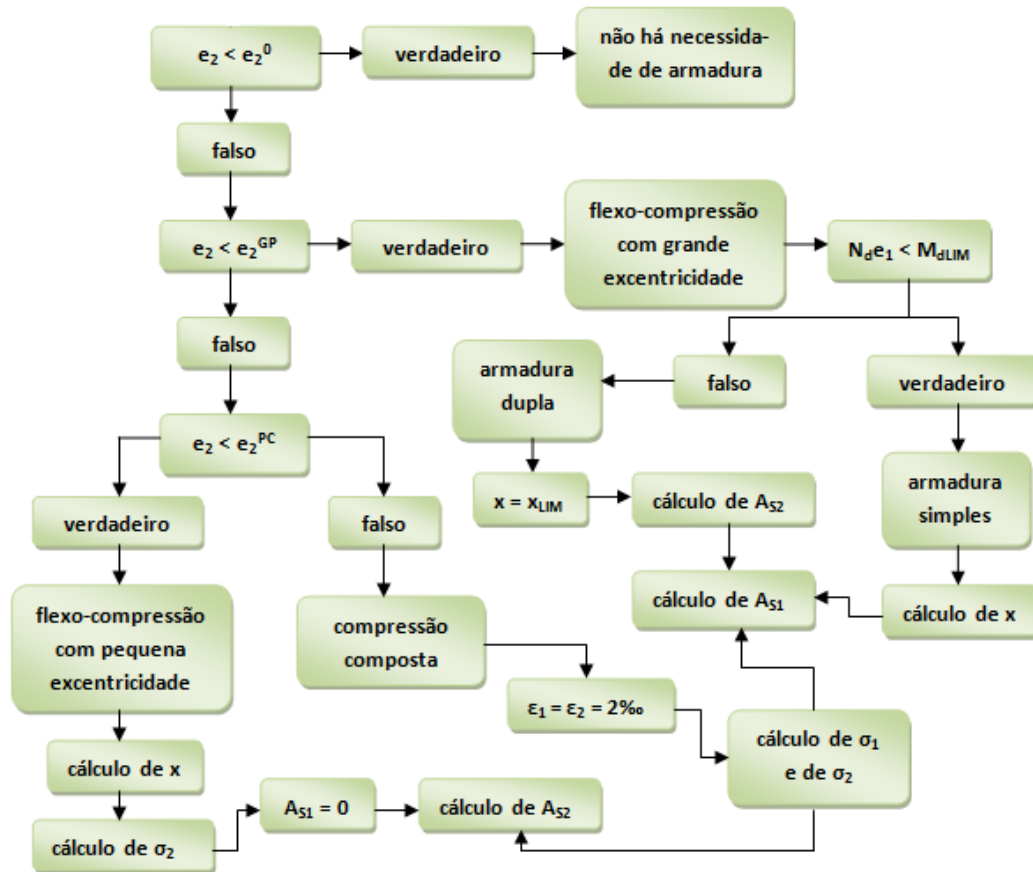 e₂ < e₂⁰
verdadeiro
não há necessida-
de de armadura
falso
e₂ < e₂ᴳᴾ
verdadeiro
flexo-compressão
com grande
excentricidade
N_de₁ < M_dLIM
falso
armadura
dupla
falso
verdadeiro
e₂ < e₂ᴾᶜ
x = x_LIM
cálculo de A_S2
armadura
simples
verdadeiro
falso
flexo-compressão
com pequena
excentricidade
compressão
composta
cálculo de A_S1
cálculo de x
ε₁ = ε₂ = 2‰
cálculo de σ₁
e de σ₂
cálculo de x
A_S1 = 0
cálculo de A_S2
cálculo de σ₂